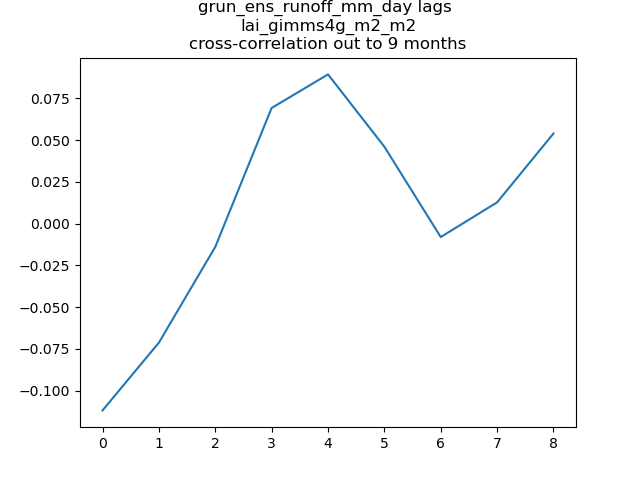 grun_ens_runoff_mm_day lags
lai_gimms4g_m2_m2
cross-correlation out to 9 months
0.075
0.050
0.025
0.000
−0.025
−0.050
−0.075
−0.100
0 1 2 3 4 5 6 7 8